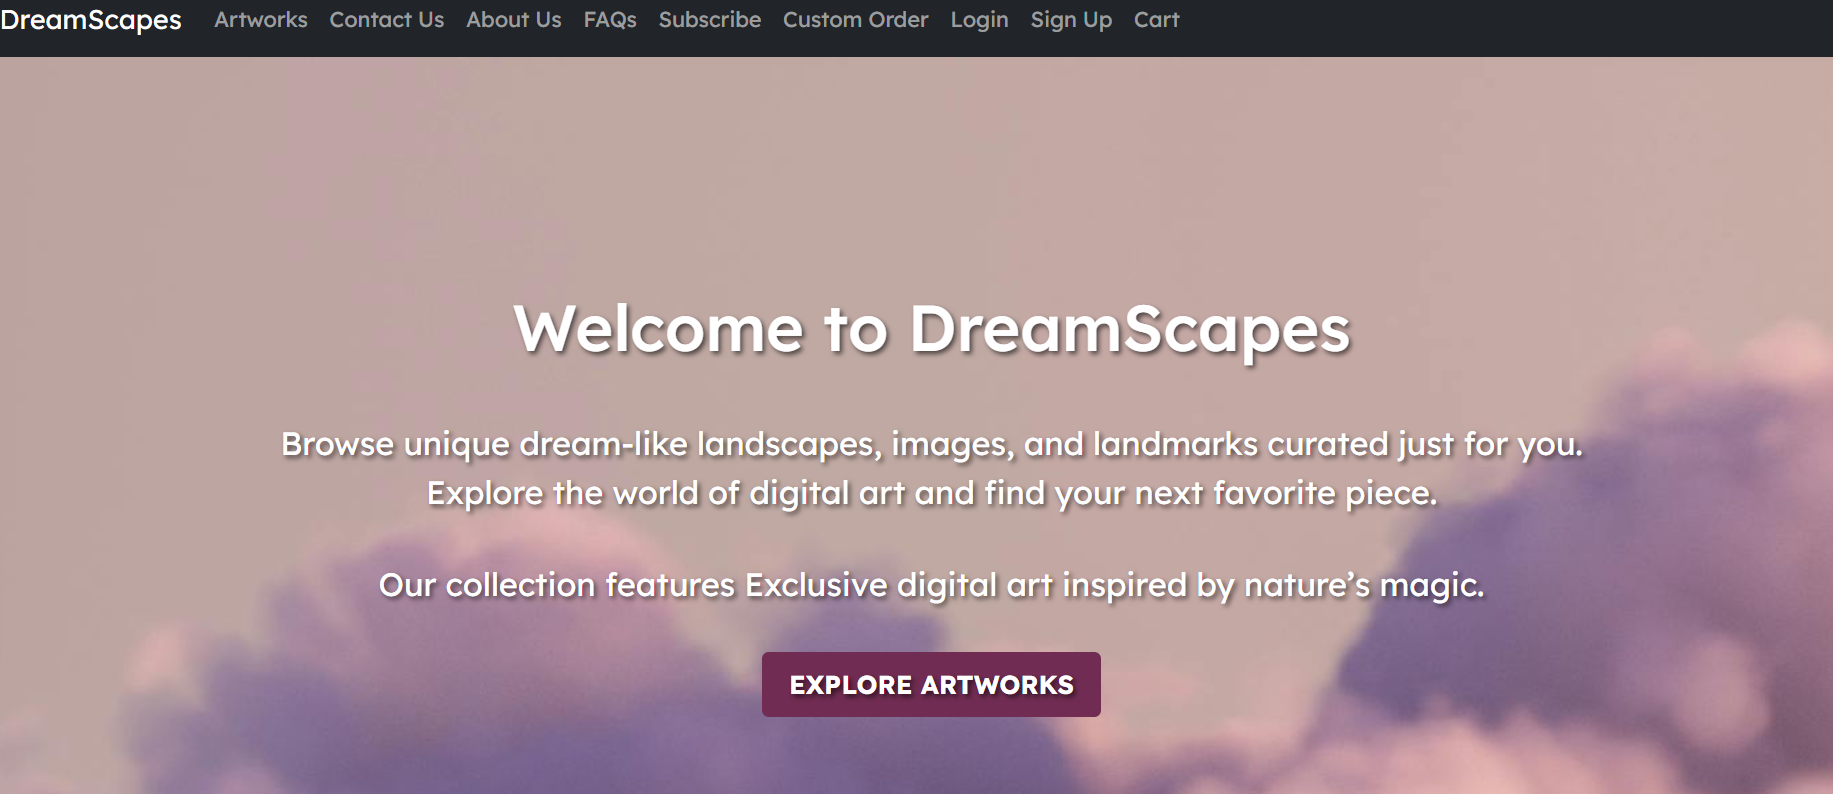 DreamScapes Artworks Contact Us About Us FAQs Subscribe Custom Order Login Sign Up Cart
Welcome to DreamScapes
Browse unique dream-like landscapes, images, and landmarks curated just for you.
Explore the world of digital art and find your next favorite piece.
Our collection features Exclusive digital art inspired by nature’s magic.
EXPLORE ARTWORKS